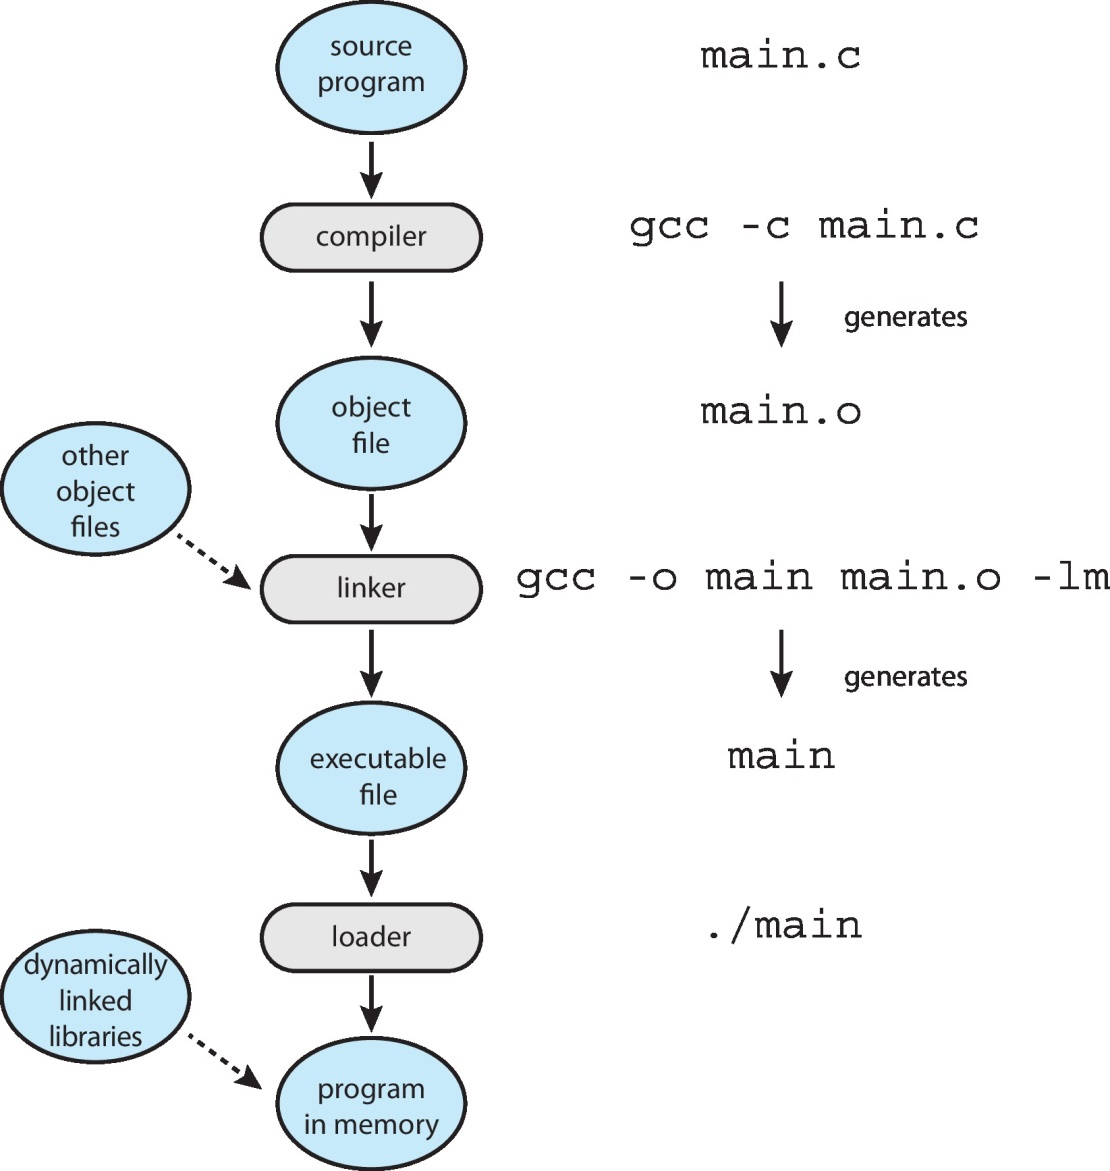 source
program
main.c
compiler
gcc -c main.c
generates
object
file
main.o
other
object
files
linker
gcc -o main main.o -lm
generates
executable
file
main
loader
./main
dynamically
linked
libraries
program
in memory